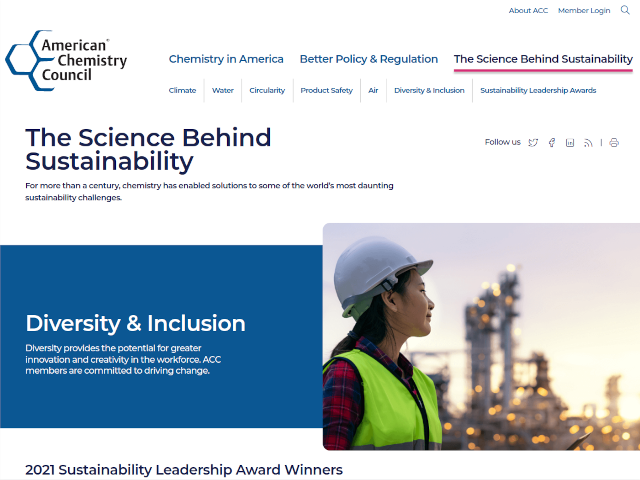 About ACC Member Login
American
Chemistry
Council
Chemistry in America Better Policy & Regulation The Science Behind Sustainability
Climate Water Circularity Product Safety Air Diversity & Inclusion Sustainability Leadership Awards
The Science Behind
Sustainability
Follow us
For more than a century, chemistry has enabled solutions to some of the world's most daunting
sustainability challenges.
Diversity & Inclusion
Diversity provides the potential for greater
innovation and creativity in the workforce. ACC
members are committed to driving change.
2021 Sustainability Leadership Award Winners